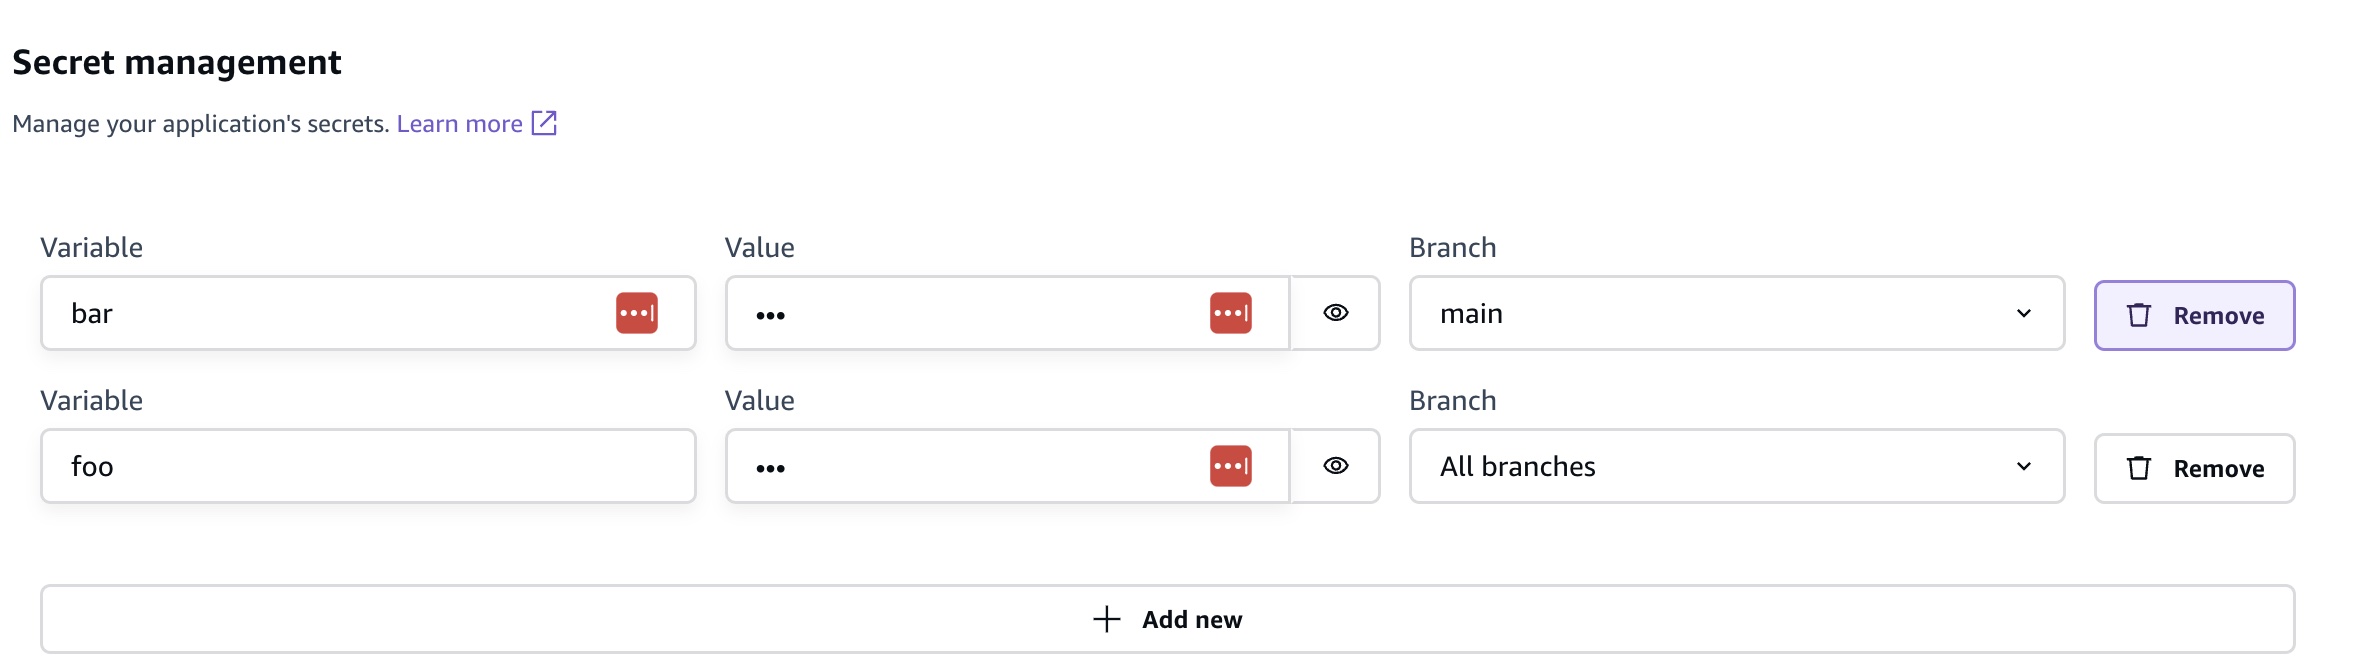 Secret management
Manage your application's secrets. Learn more
Variable Value Branch
bar ••• main Remove
Variable Value Branch
foo ••• All branches Remove
Add new